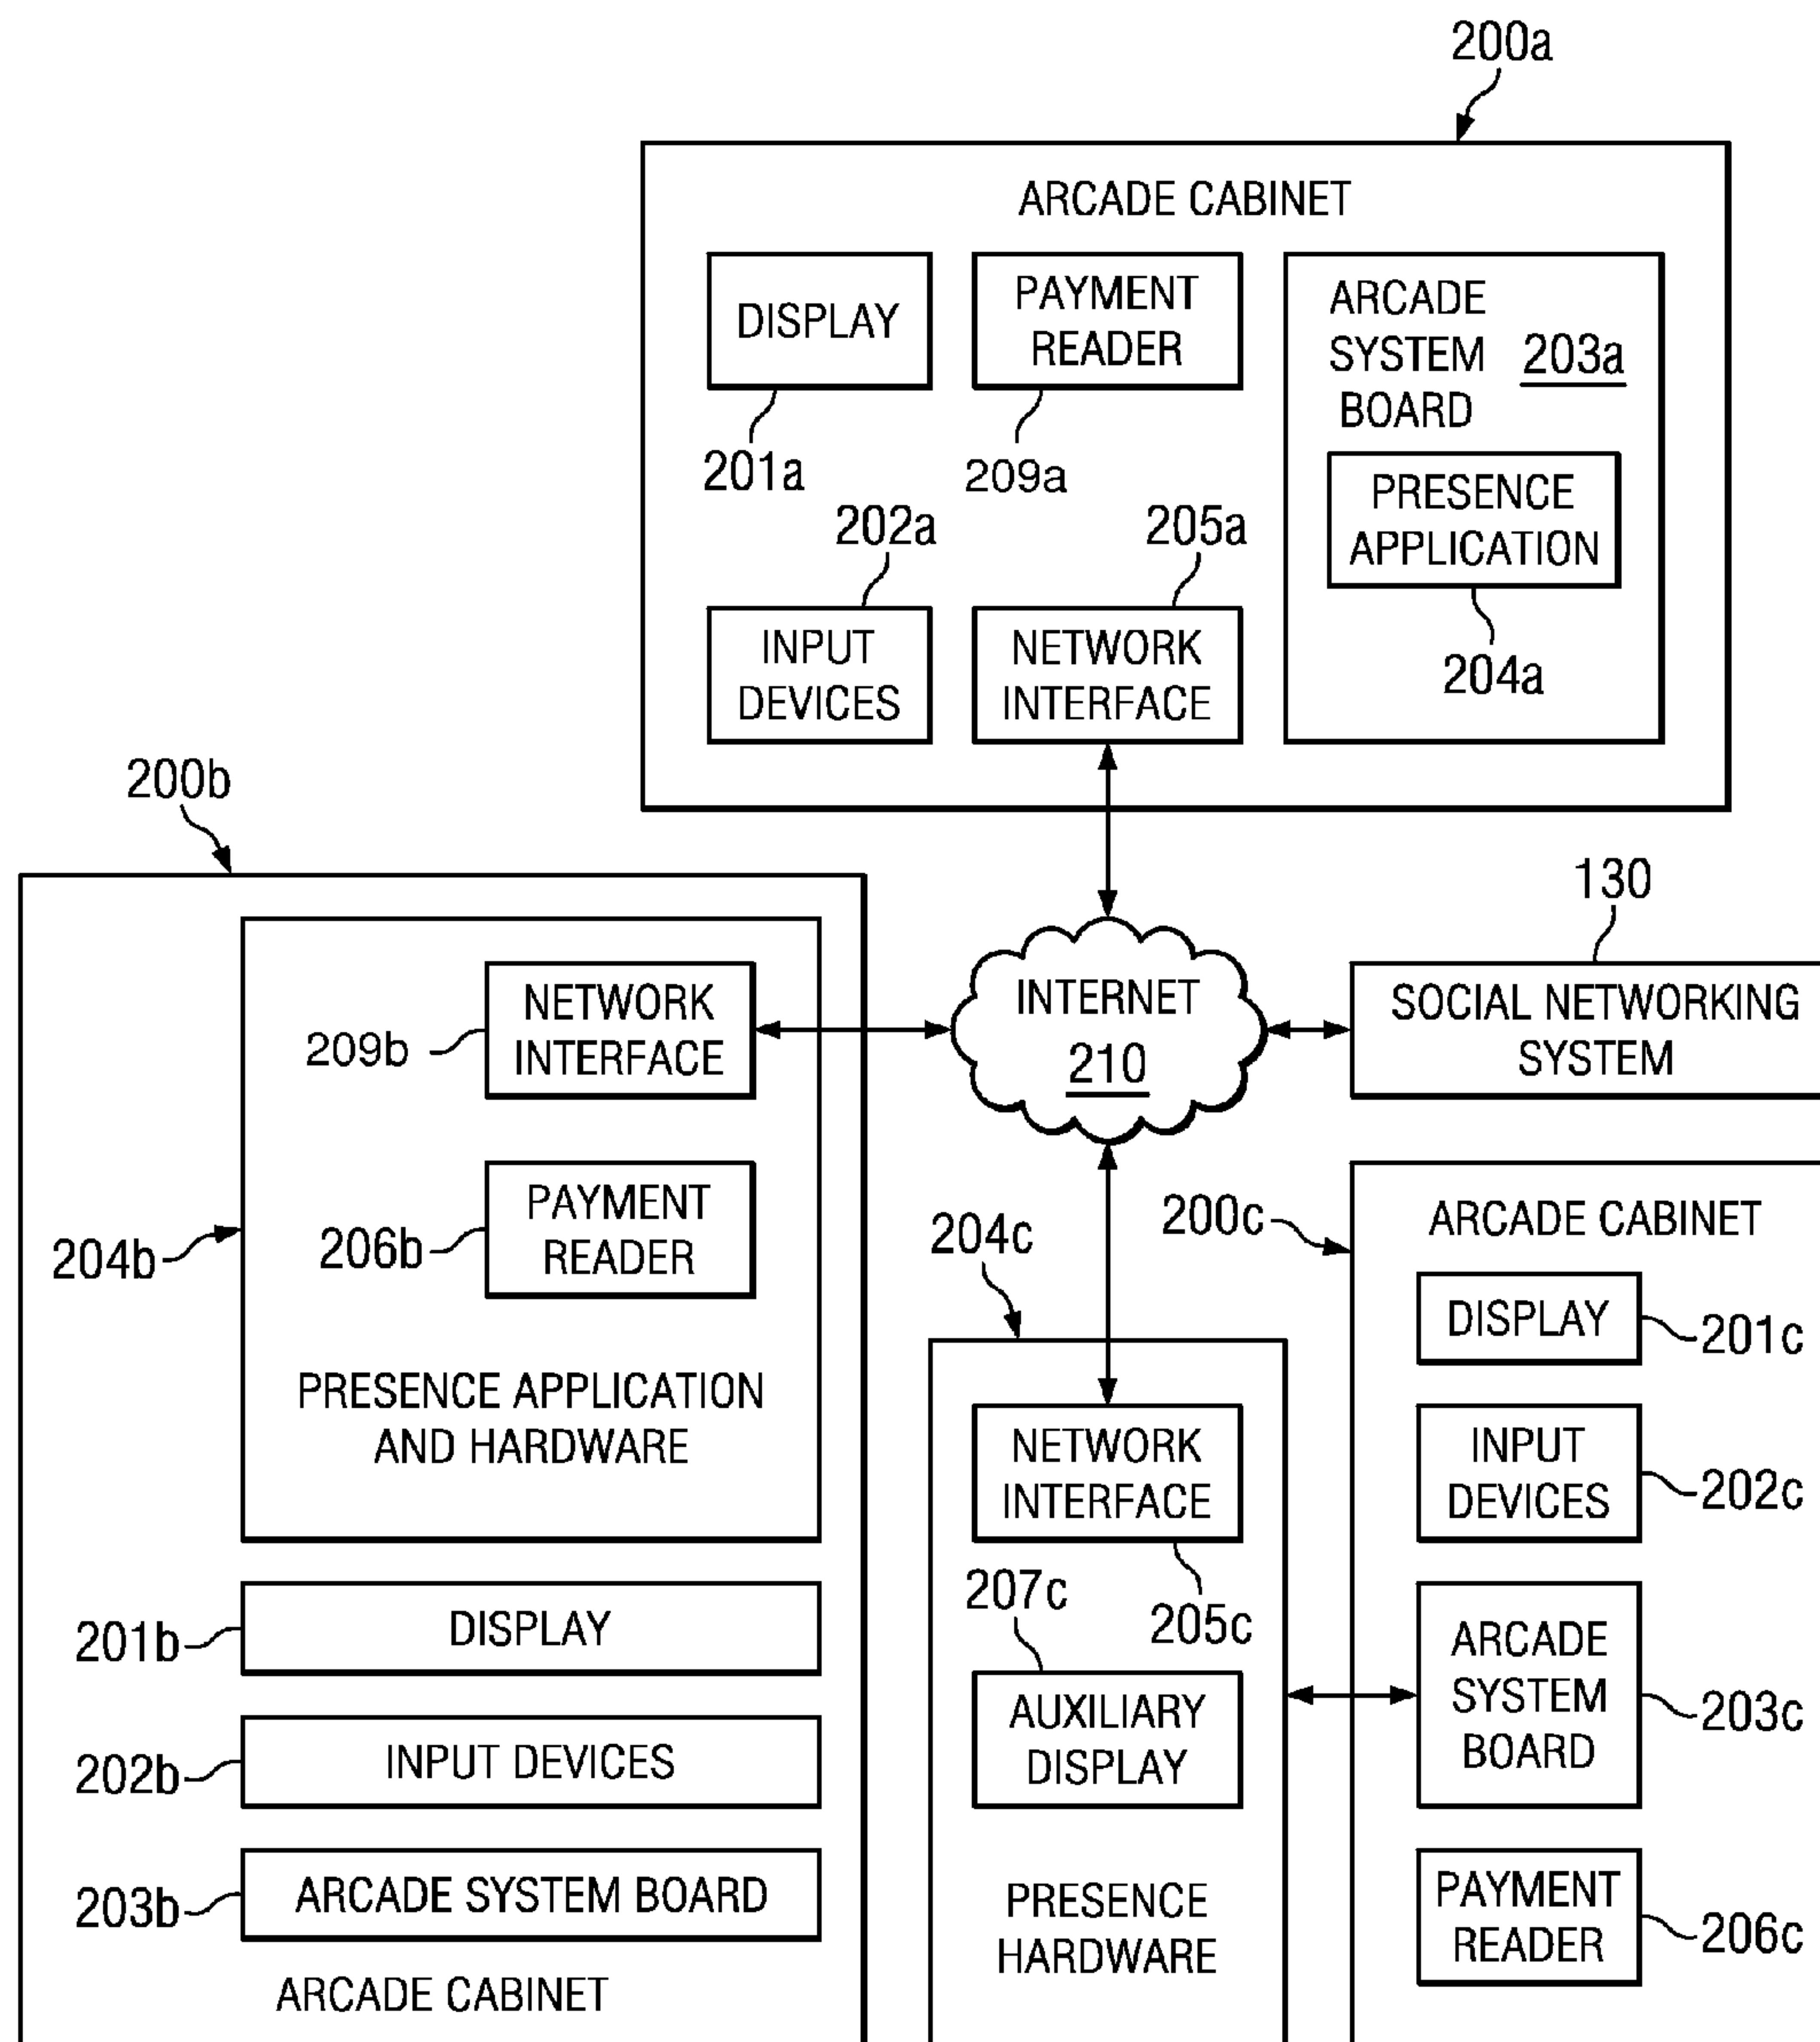 200a
ARCADE CABINET
DISPLAY
201a
PAYMENT
READER
209a
ARCADE
SYSTEM
BOARD
203a
PRESENCE
APPLICATION
204a
202a
INPUT
DEVICES
205a
NETWORK
INTERFACE
200b
NETWORK
INTERFACE
209b
PAYMENT
READER
206b
204b
PRESENCE APPLICATION
AND HARDWARE
DISPLAY
201b
INPUT DEVICES
202b
ARCADE SYSTEM BOARD
203b
ARCADE CABINET
INTERNET
210
130
SOCIAL NETWORKING
SYSTEM
204c
NETWORK
INTERFACE
205c
207c
AUXILIARY
DISPLAY
PRESENCE
HARDWARE
200c
ARCADE CABINET
DISPLAY
201c
INPUT
DEVICES
202c
ARCADE
SYSTEM
BOARD
203c
PAYMENT
READER
206c